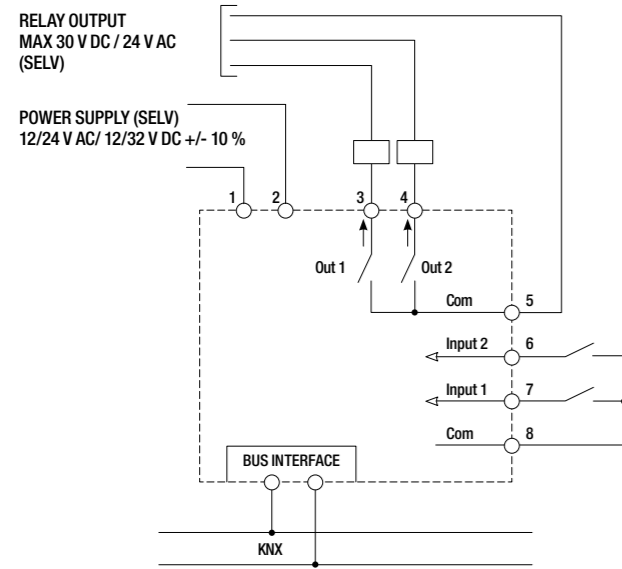 RELAY OUTPUT
MAX 30 V DC / 24 V AC
(SELV)
POWER SUPPLY (SELV)
12/24 V AC/ 12/32 V DC +/- 10 %
1 2 3 4
Out 1 Out 2
Com 5
Input 2 6
Input 1 7
Com 8
BUS INTERFACE
KNX